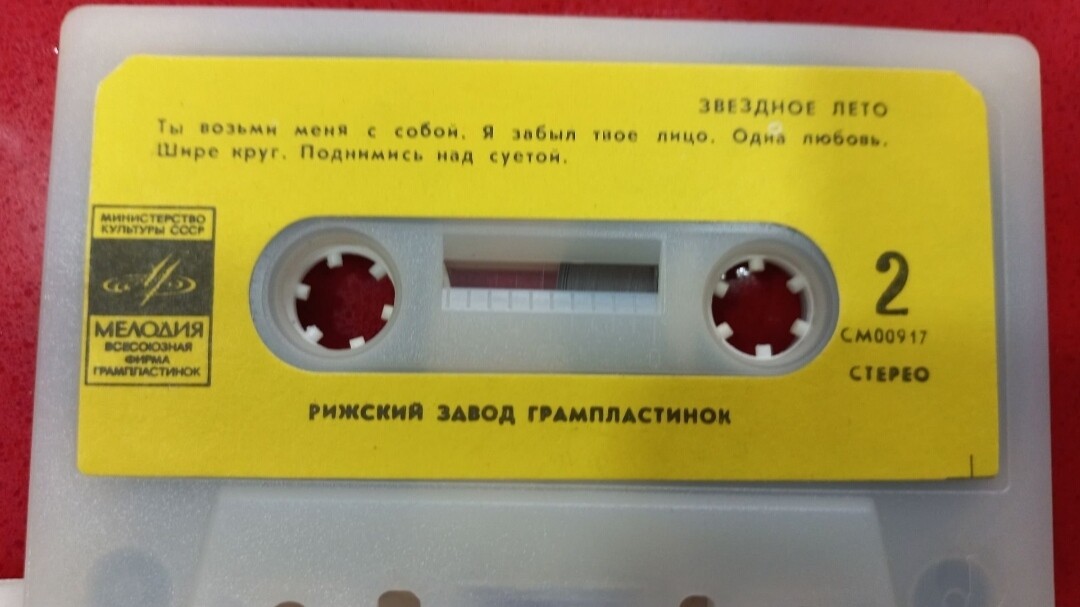 ЗВЕЗДНОЕ ЛЕТО
Ты возьми меня с собой. Я забыл твое лицо. Одна любовь.
Шире круг. Поднимись над суетой.
МИНИСТЕРСТВО
КУЛЬТУРЫ СССР
МЕЛОДИЯ
ВСЕСОЮЗНАЯ
ФИРМА
ГРАМПЛАСТИНОК
2
СМ00917
СТЕРЕО
РИЖСКИЙ ЗАВОД ГРАМПЛАСТИНОК